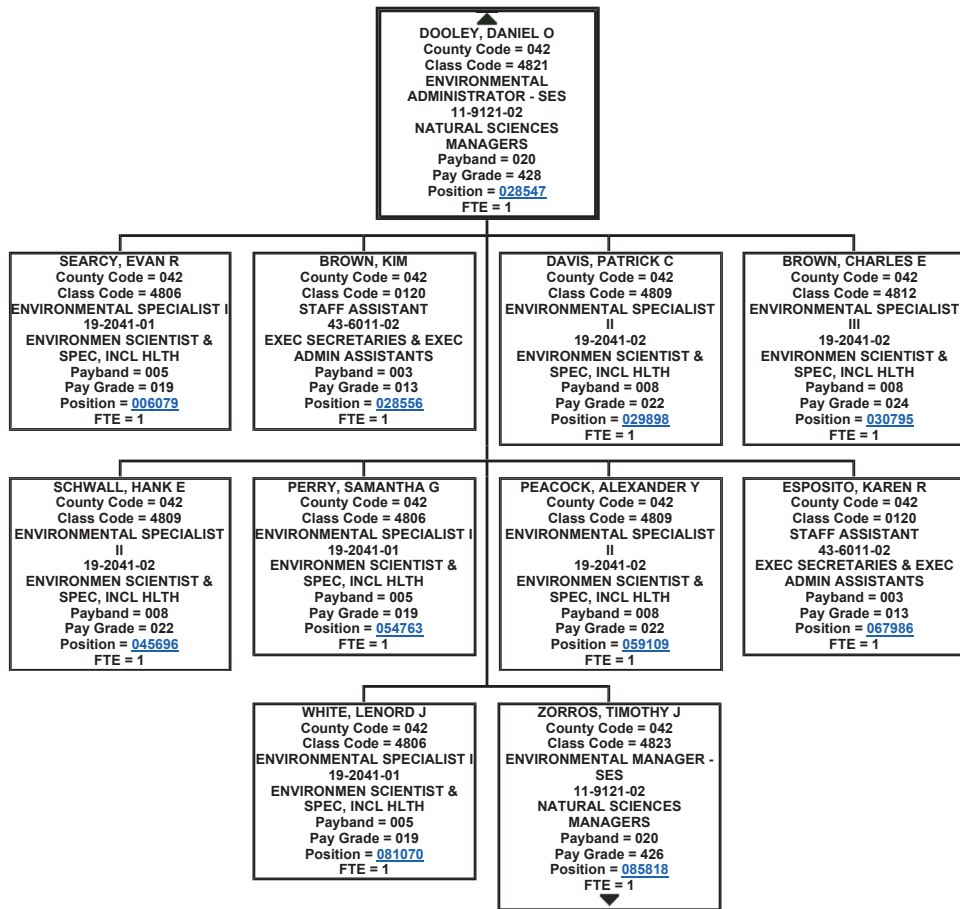 DOOLEY, DANIEL O
County Code = 042
Class Code = 4821
ENVIRONMENTAL
ADMINISTRATOR - SES
11-9121-02
NATURAL SCIENCES
MANAGERS
Payband = 020
Pay Grade = 428
Position = 028547
FTE = 1
SEARCY, EVAN R
County Code = 042
Class Code = 4806
ENVIRONMENTAL SPECIALIST I
19-2041-01
ENVIRONMEN SCIENTIST &
SPEC, INCL HLTH
Payband = 005
Pay Grade = 019
Position = 006079
FTE = 1
BROWN, KIM
County Code = 042
Class Code = 0120
STAFF ASSISTANT
43-6011-02
EXEC SECRETARIES & EXEC
ADMIN ASSISTANTS
Payband = 003
Pay Grade = 013
Position = 028556
FTE = 1
DAVIS, PATRICK C
County Code = 042
Class Code = 4809
ENVIRONMENTAL SPECIALIST
II
19-2041-02
ENVIRONMEN SCIENTIST &
SPEC, INCL HLTH
Payband = 008
Pay Grade = 022
Position = 029898
FTE = 1
BROWN, CHARLES E
County Code = 042
Class Code = 4812
ENVIRONMENTAL SPECIALIST
III
19-2041-02
ENVIRONMEN SCIENTIST &
SPEC, INCL HLTH
Payband = 008
Pay Grade = 024
Position = 030795
FTE = 1
SCHWALL, HANK E
County Code = 042
Class Code = 4809
ENVIRONMENTAL SPECIALIST
II
19-2041-02
ENVIRONMEN SCIENTIST &
SPEC, INCL HLTH
Payband = 008
Pay Grade = 022
Position = 045696
FTE = 1
PERRY, SAMANTHA G
County Code = 042
Class Code = 4806
ENVIRONMENTAL SPECIALIST I
19-2041-01
ENVIRONMEN SCIENTIST &
SPEC, INCL HLTH
Payband = 005
Pay Grade = 019
Position = 054763
FTE = 1
PEACOCK, ALEXANDER Y
County Code = 042
Class Code = 4809
ENVIRONMENTAL SPECIALIST
II
19-2041-02
ENVIRONMEN SCIENTIST &
SPEC, INCL HLTH
Payband = 008
Pay Grade = 022
Position = 059109
FTE = 1
ESPOSITO, KAREN R
County Code = 042
Class Code = 0120
STAFF ASSISTANT
43-6011-02
EXEC SECRETARIES & EXEC
ADMIN ASSISTANTS
Payband = 003
Pay Grade = 013
Position = 067986
FTE = 1
WHITE, LENORD J
County Code = 042
Class Code = 4806
ENVIRONMENTAL SPECIALIST I
19-2041-01
ENVIRONMEN SCIENTIST &
SPEC, INCL HLTH
Payband = 005
Pay Grade = 019
Position = 081070
FTE = 1
ZORROS, TIMOTHY J
County Code = 042
Class Code = 4823
ENVIRONMENTAL MANAGER -
SES
11-9121-02
NATURAL SCIENCES
MANAGERS
Payband = 020
Pay Grade = 426
Position = 085818
FTE = 1